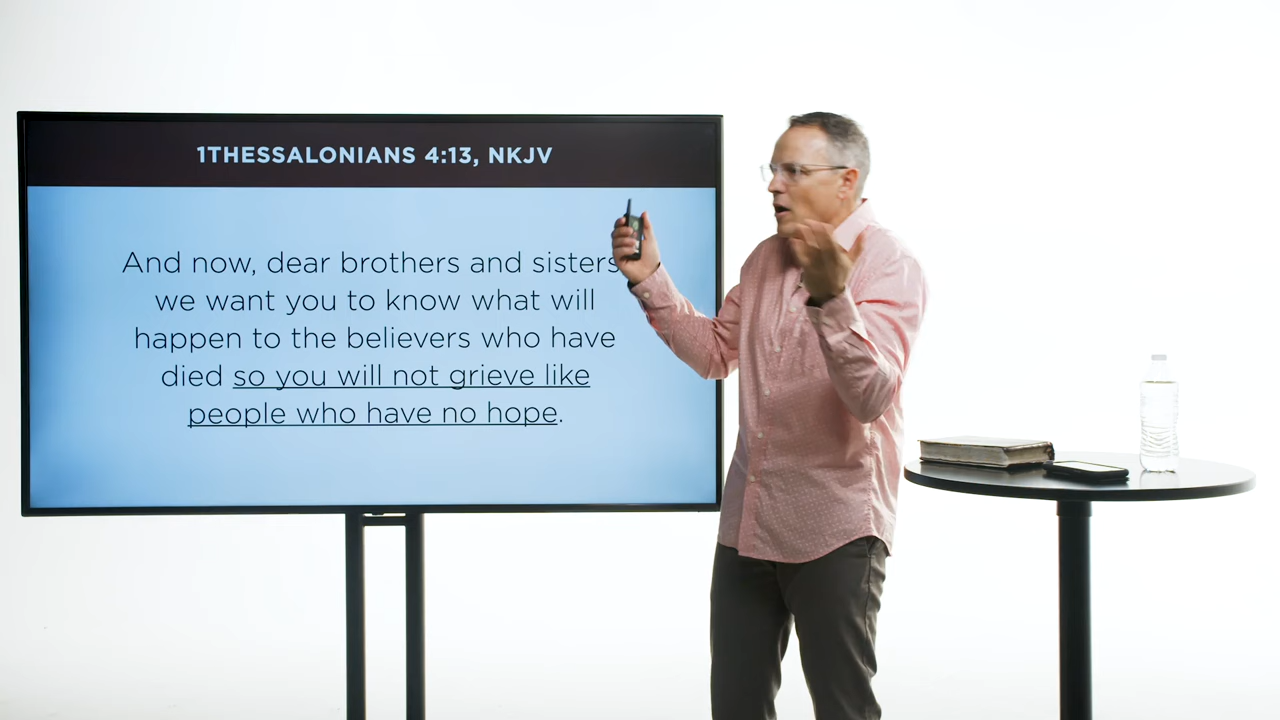 1THESSALONIANS 4:13, NKJV
And now, dear brothers and sisters
we want you to know what will
happen to the believers who have
died so you will not grieve like
people who have no hope.